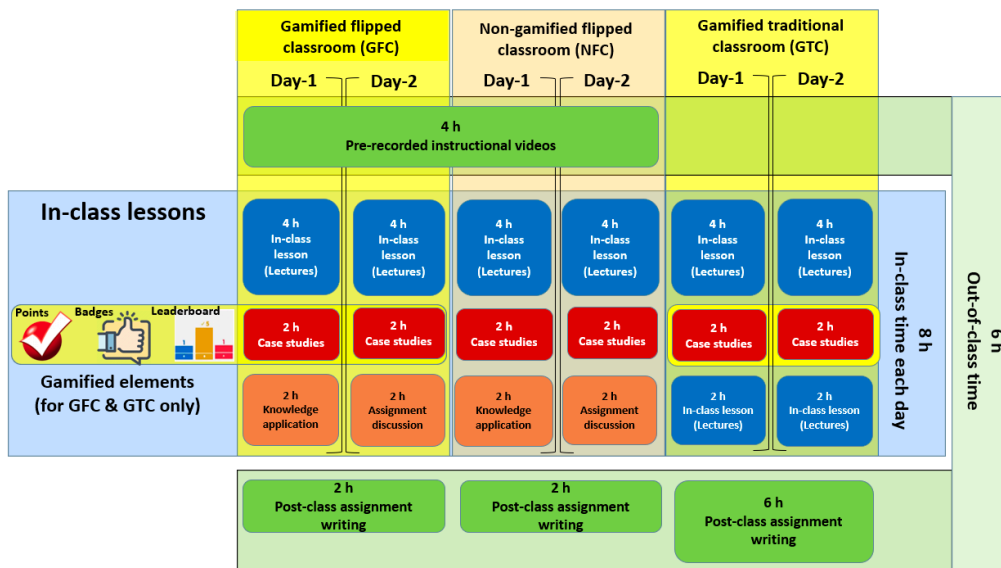 Gamified flipped
classroom (GFC)
Non-gamified flipped
classroom (NFC)
Gamified traditional
classroom (GTC)
Day-1
Day-2
Day-1
Day-2
Day-1
Day-2
4 h
Pre-recorded instructional videos
In-class lessons
4 h
In-class
lesson
(Lectures)
4 h
In-class
lesson
(Lectures)
4 h
In-class
lesson
(Lectures)
4 h
In-class
lesson
(Lectures)
4 h
In-class
lesson
(Lectures)
4 h
In-class
lesson
(Lectures)
Points
Badges
Leaderboard
2 h
Case studies
2 h
Case studies
2 h
Case studies
2 h
Case studies
2 h
Case studies
2 h
Case studies
Gamified elements
(for GFC & GTC only)
2 h
Knowledge
application
2 h
Assignment
discussion
2 h
Knowledge
application
2 h
Assignment
discussion
2 h
In-class lesson
(Lectures)
2 h
In-class lesson
(Lectures)
8 h
In-class time each day
6 h
Out-of-class time
2 h
Post-class assignment
writing
2 h
Post-class assignment
writing
6 h
Post-class assignment
writing